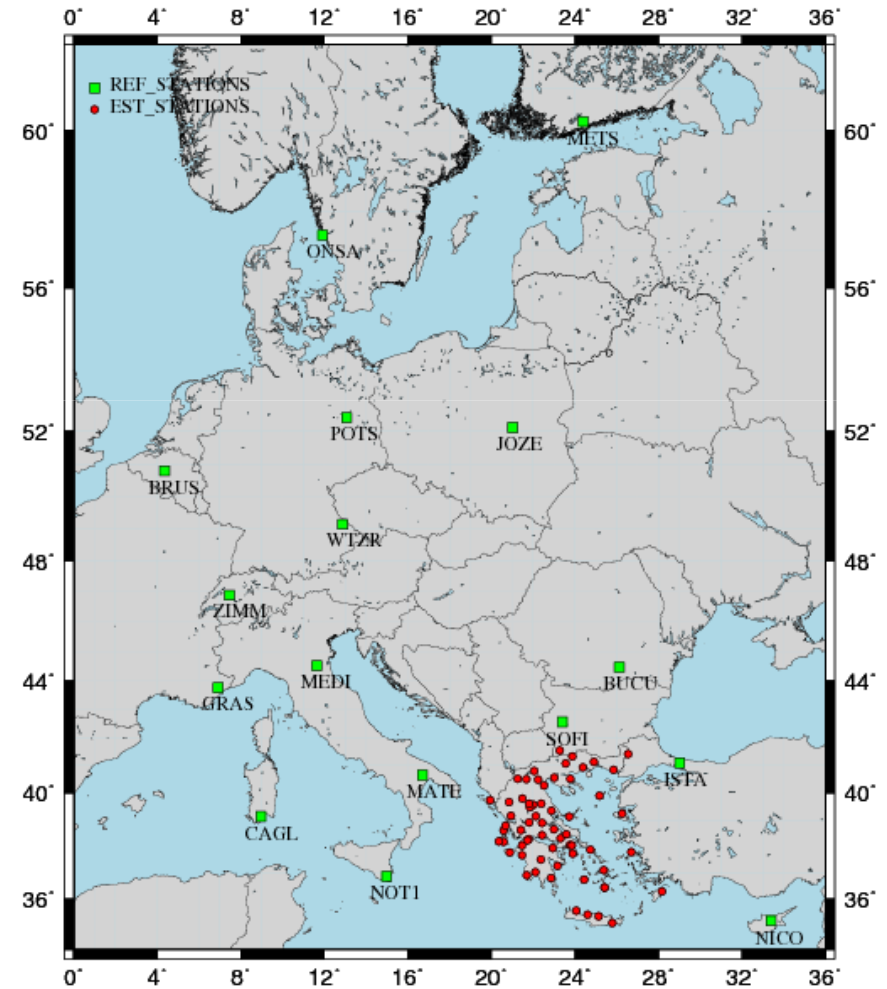 0° 4° 8° 12° 16° 20° 24° 28° 32° 36°
REF_STATIONS
EST_STATIONS
60° 60°
METS
ONSA
56° 56°
POTS
JOZE
52° 52°
BRUS
WTZR
48° 48°
ZIMM
MEDI
BUCU
44° 44°
GRAS
SOFI
ISTA
MATE
40° 40°
CAGL
NOT1
36° 36°
NICO
0° 4° 8° 12° 16° 20° 24° 28° 32° 36°